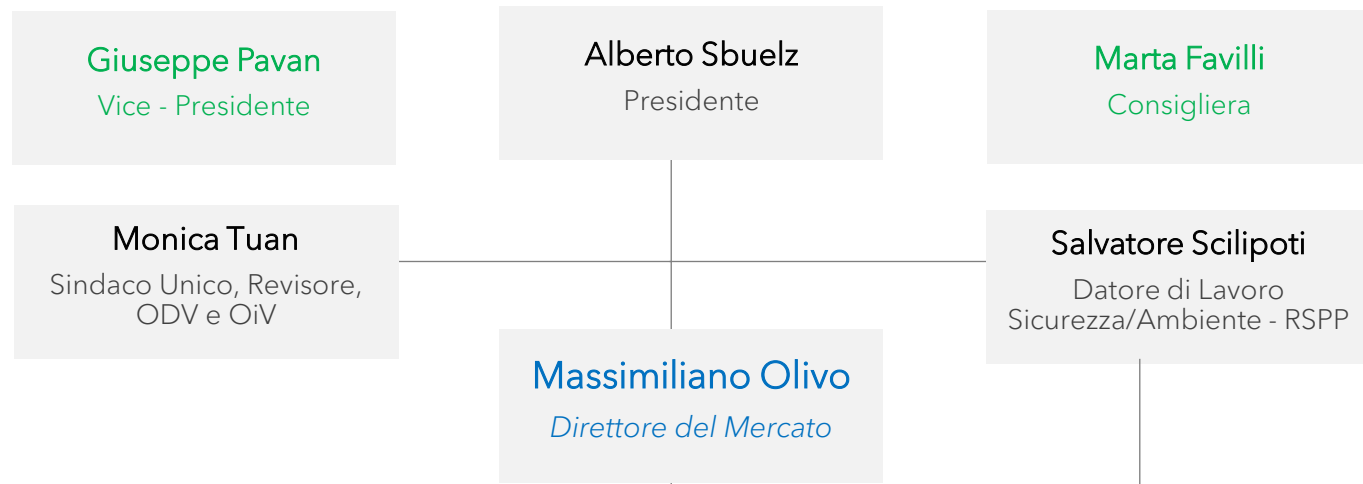 Giuseppe Pavan
Vice - Presidente
Alberto Sbuelz
Presidente
Marta Favilli
Consigliera
Monica Tuan
Sindaco Unico, Revisore,
ODV e OiV
Salvatore Scilipoti
Datore di Lavoro
Sicurezza/Ambiente - RSPP
Massimiliano Olivo
Direttore del Mercato